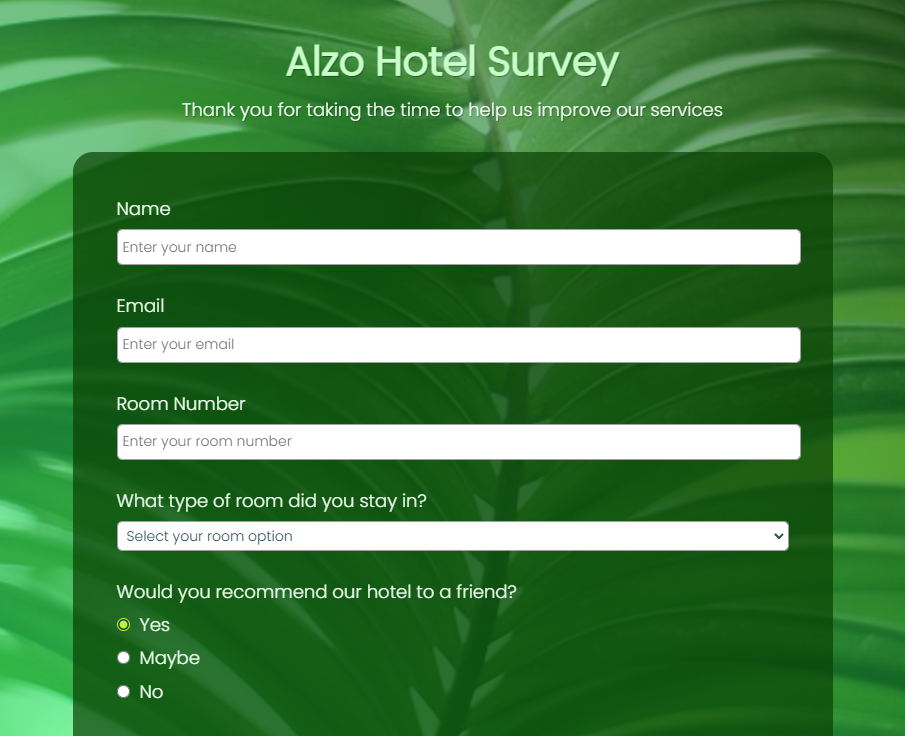 Alzo Hotel Survey
Thank you for taking the time to help us improve our services
Name
Enter your name
Email
Enter your email
Room Number
Enter your room number
What type of room did you stay in?
Select your room option
Would you recommend our hotel to a friend?
Yes
Maybe
No